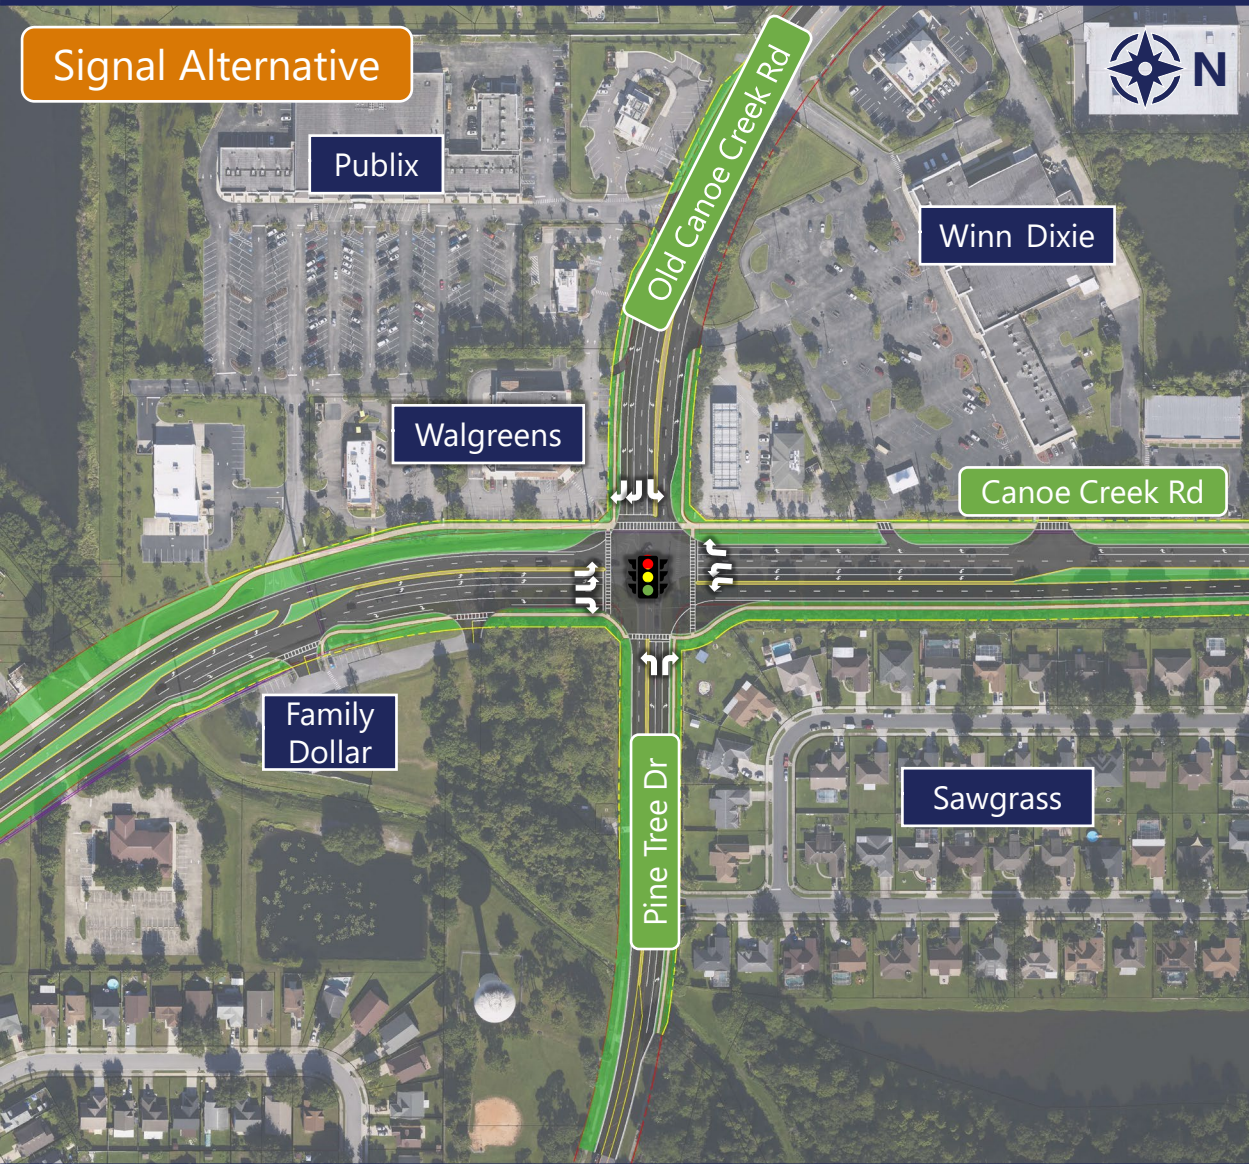 Signal Alternative
N
Publix
Old Canoe Creek Rd
Winn Dixie
Walgreens
Canoe Creek Rd
Family
Dollar
Pine Tree Dr
Sawgrass